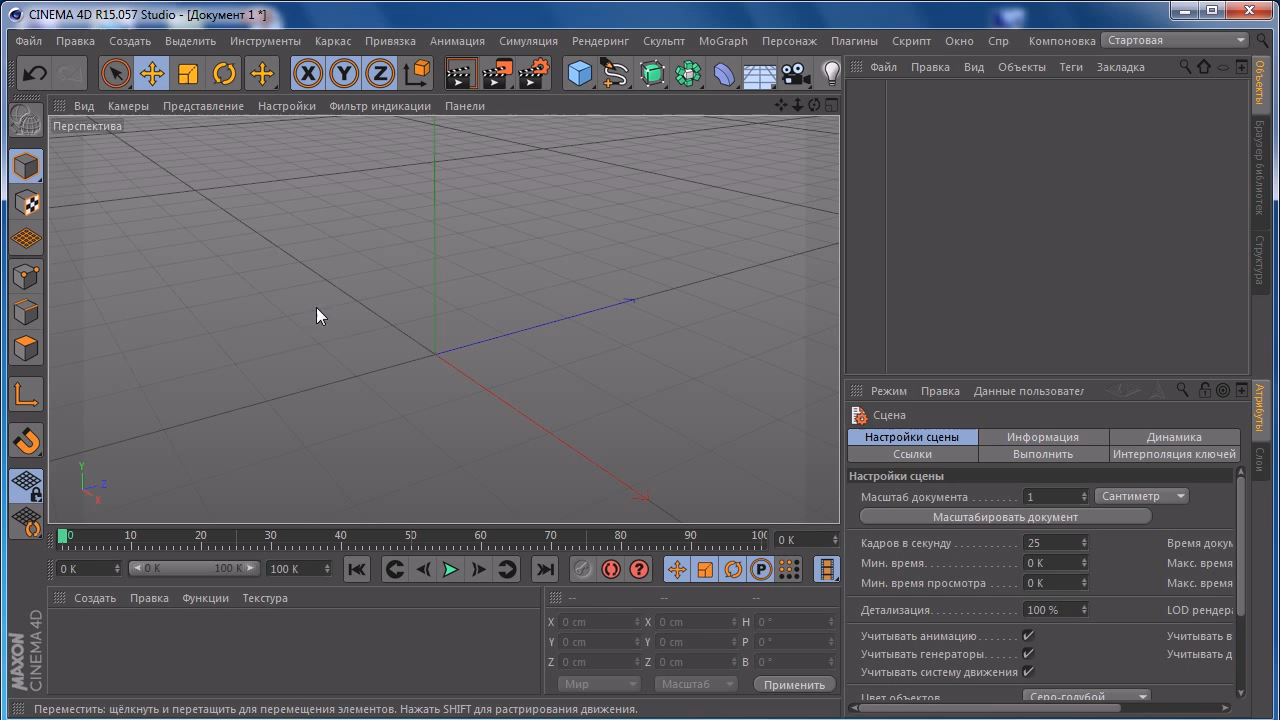 CINEMA 4D R15.057 Studio - [Документ 1 *]
Файл Правка Создать Выделить Инструменты Каркас Привязка Анимация Симуляция Рендеринг Скульпт MoGraph Персонаж Плагины Скрипт Окно Спр Компоновка Стартовая
X Y Z
Файл Правка Вид Объекты Теги Закладка
Вид Камеры Представление Настройки Фильтр индикации Панели
Перспектива
Объекты
Браузер библиотек
Структура
Y
Z
X
Режим Правка Данные пользовател
Сцена
Настройки сцены Информация Динамика
Ссылки Выполнить Интерполяция ключей
Настройки сцены
Масштаб документа 1 Сантиметр
Масштабировать документ
Кадров в секунду 25 Время докум
Мин. время 0 K Макс. время
Мин. время просмотра 0 K Макс. время
Детализация 100 % LOD рендера
Учитывать анимацию Учитывать в
Учитывать генераторы Учитывать д
Учитывать систему движения
Цвет объектов Серо-голубой
Атрибуты
Слои
0 10 20 30 40 50 60 70 80 90 100 0 K
0 K 0 K 100 K 100 K
P
Создать Правка Функции Текстура
-- -- --
X 0 cm X 0 cm H 0 °
Y 0 cm Y 0 cm P 0 °
Z 0 cm Z 0 cm B 0 °
Мир Масштаб Применить
MAXON
CINEMA 4D
Переместить: щёлкнуть и перетащить для перемещения элементов. Нажать SHIFT для растрирования движения.